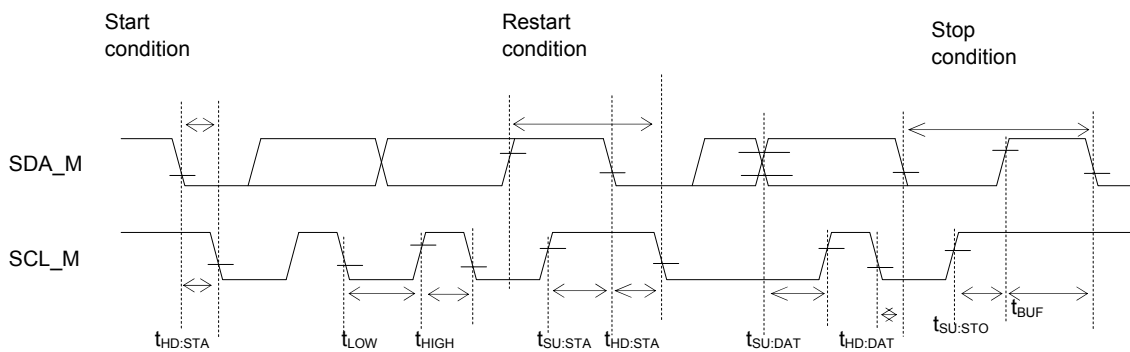 Start
condition
Restart
condition
Stop
condition
SDA_M
SCL_M
tHD:STA
tLOW
tHIGH
tSU:STA
tHD:STA
tSU:DAT
tHD:DAT
tSU:STO
tBUF